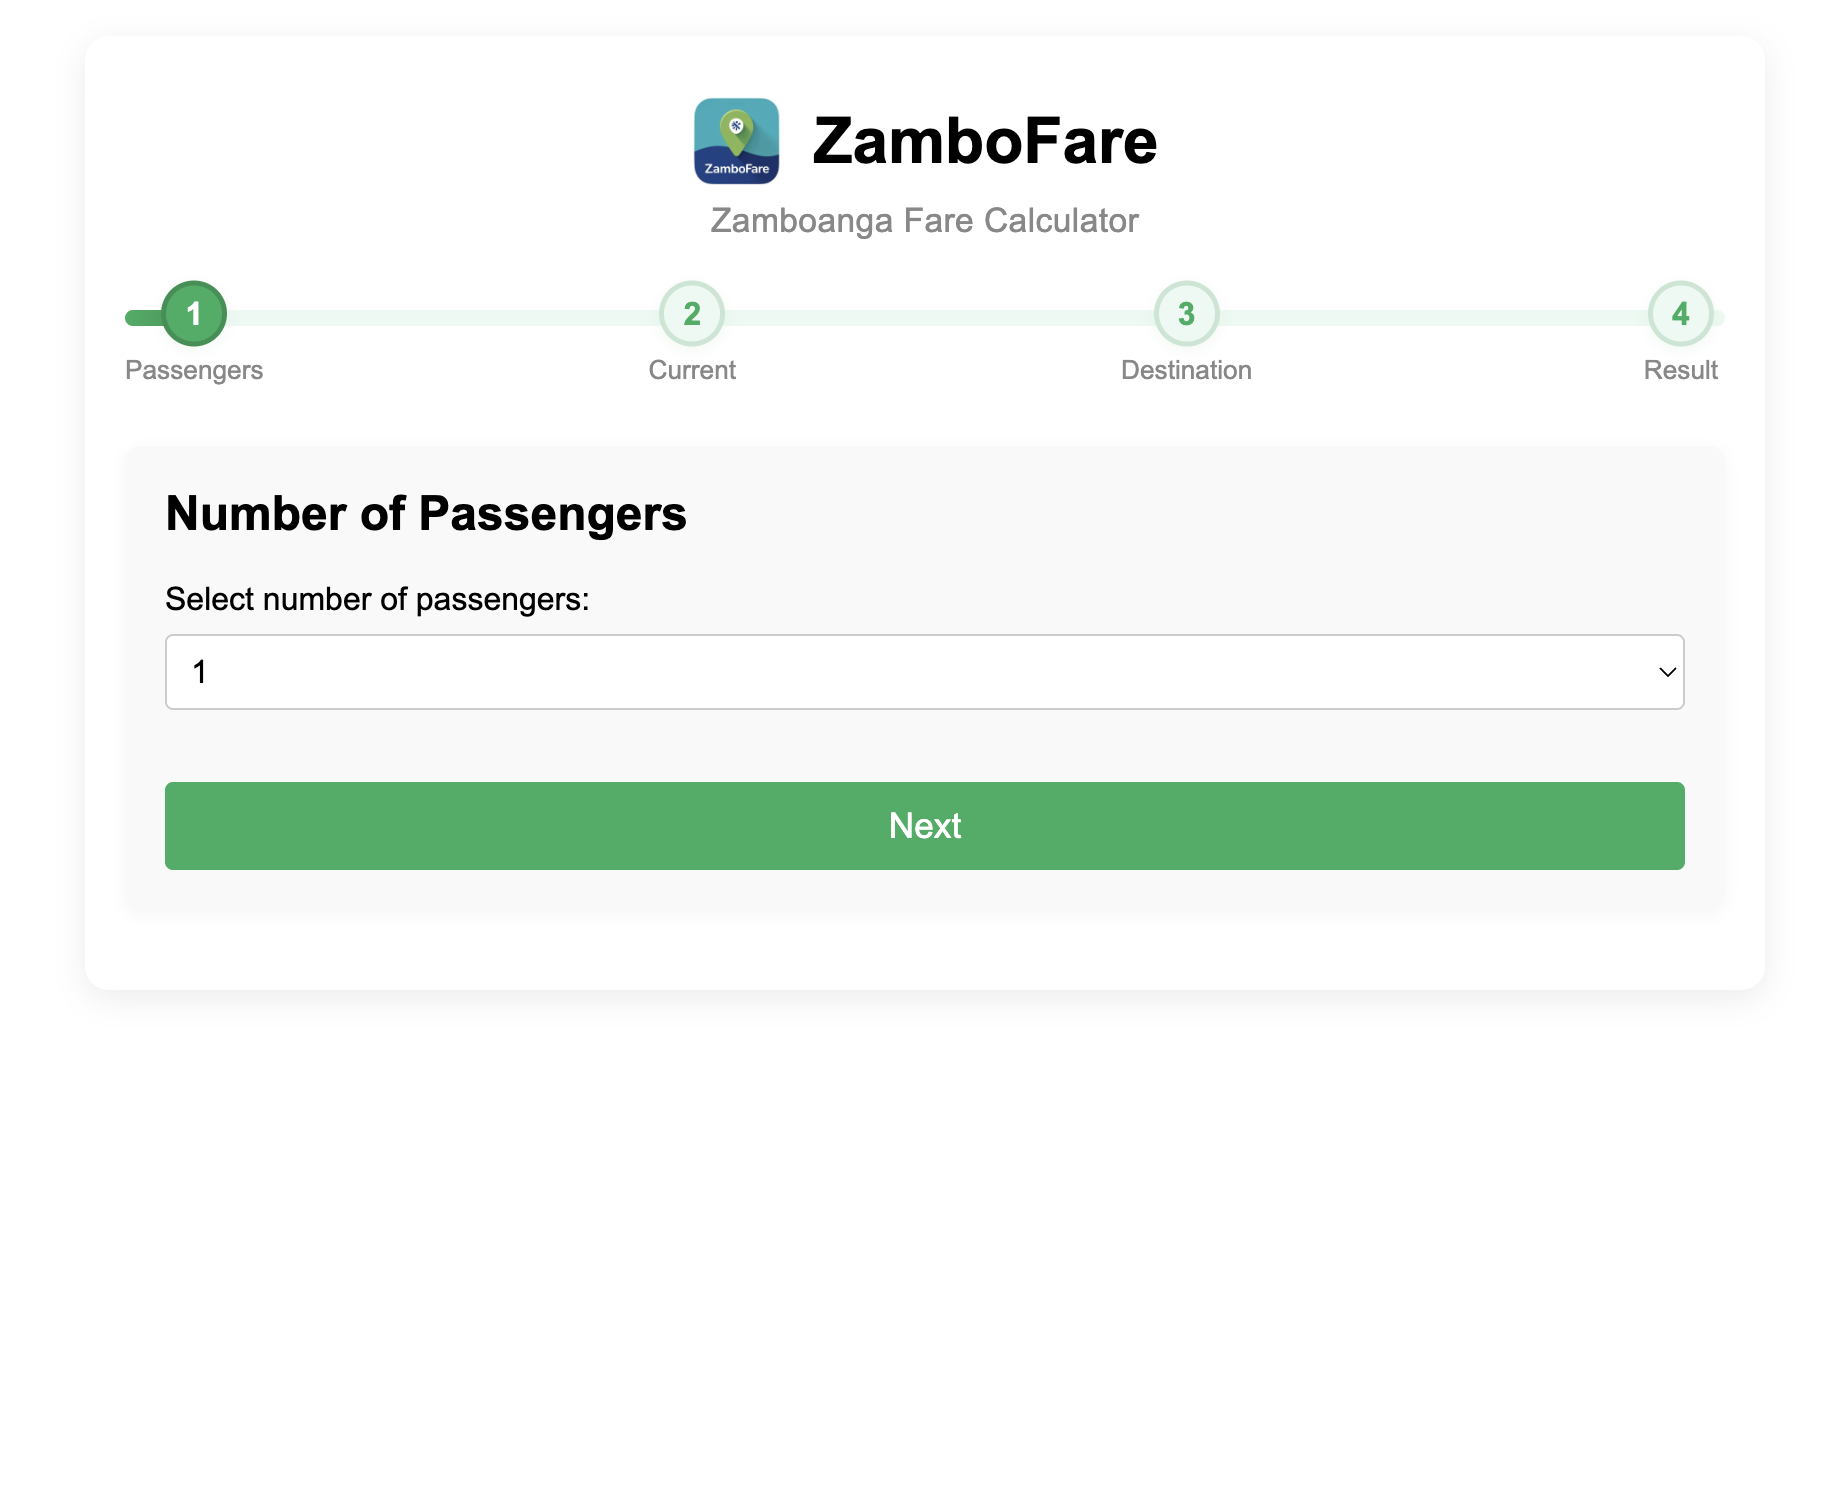 ZamboFare
ZamboFare
Zamboanga Fare Calculator
1
2
3
4
Passengers
Current
Destination
Result
Number of Passengers
Select number of passengers:
1
Next